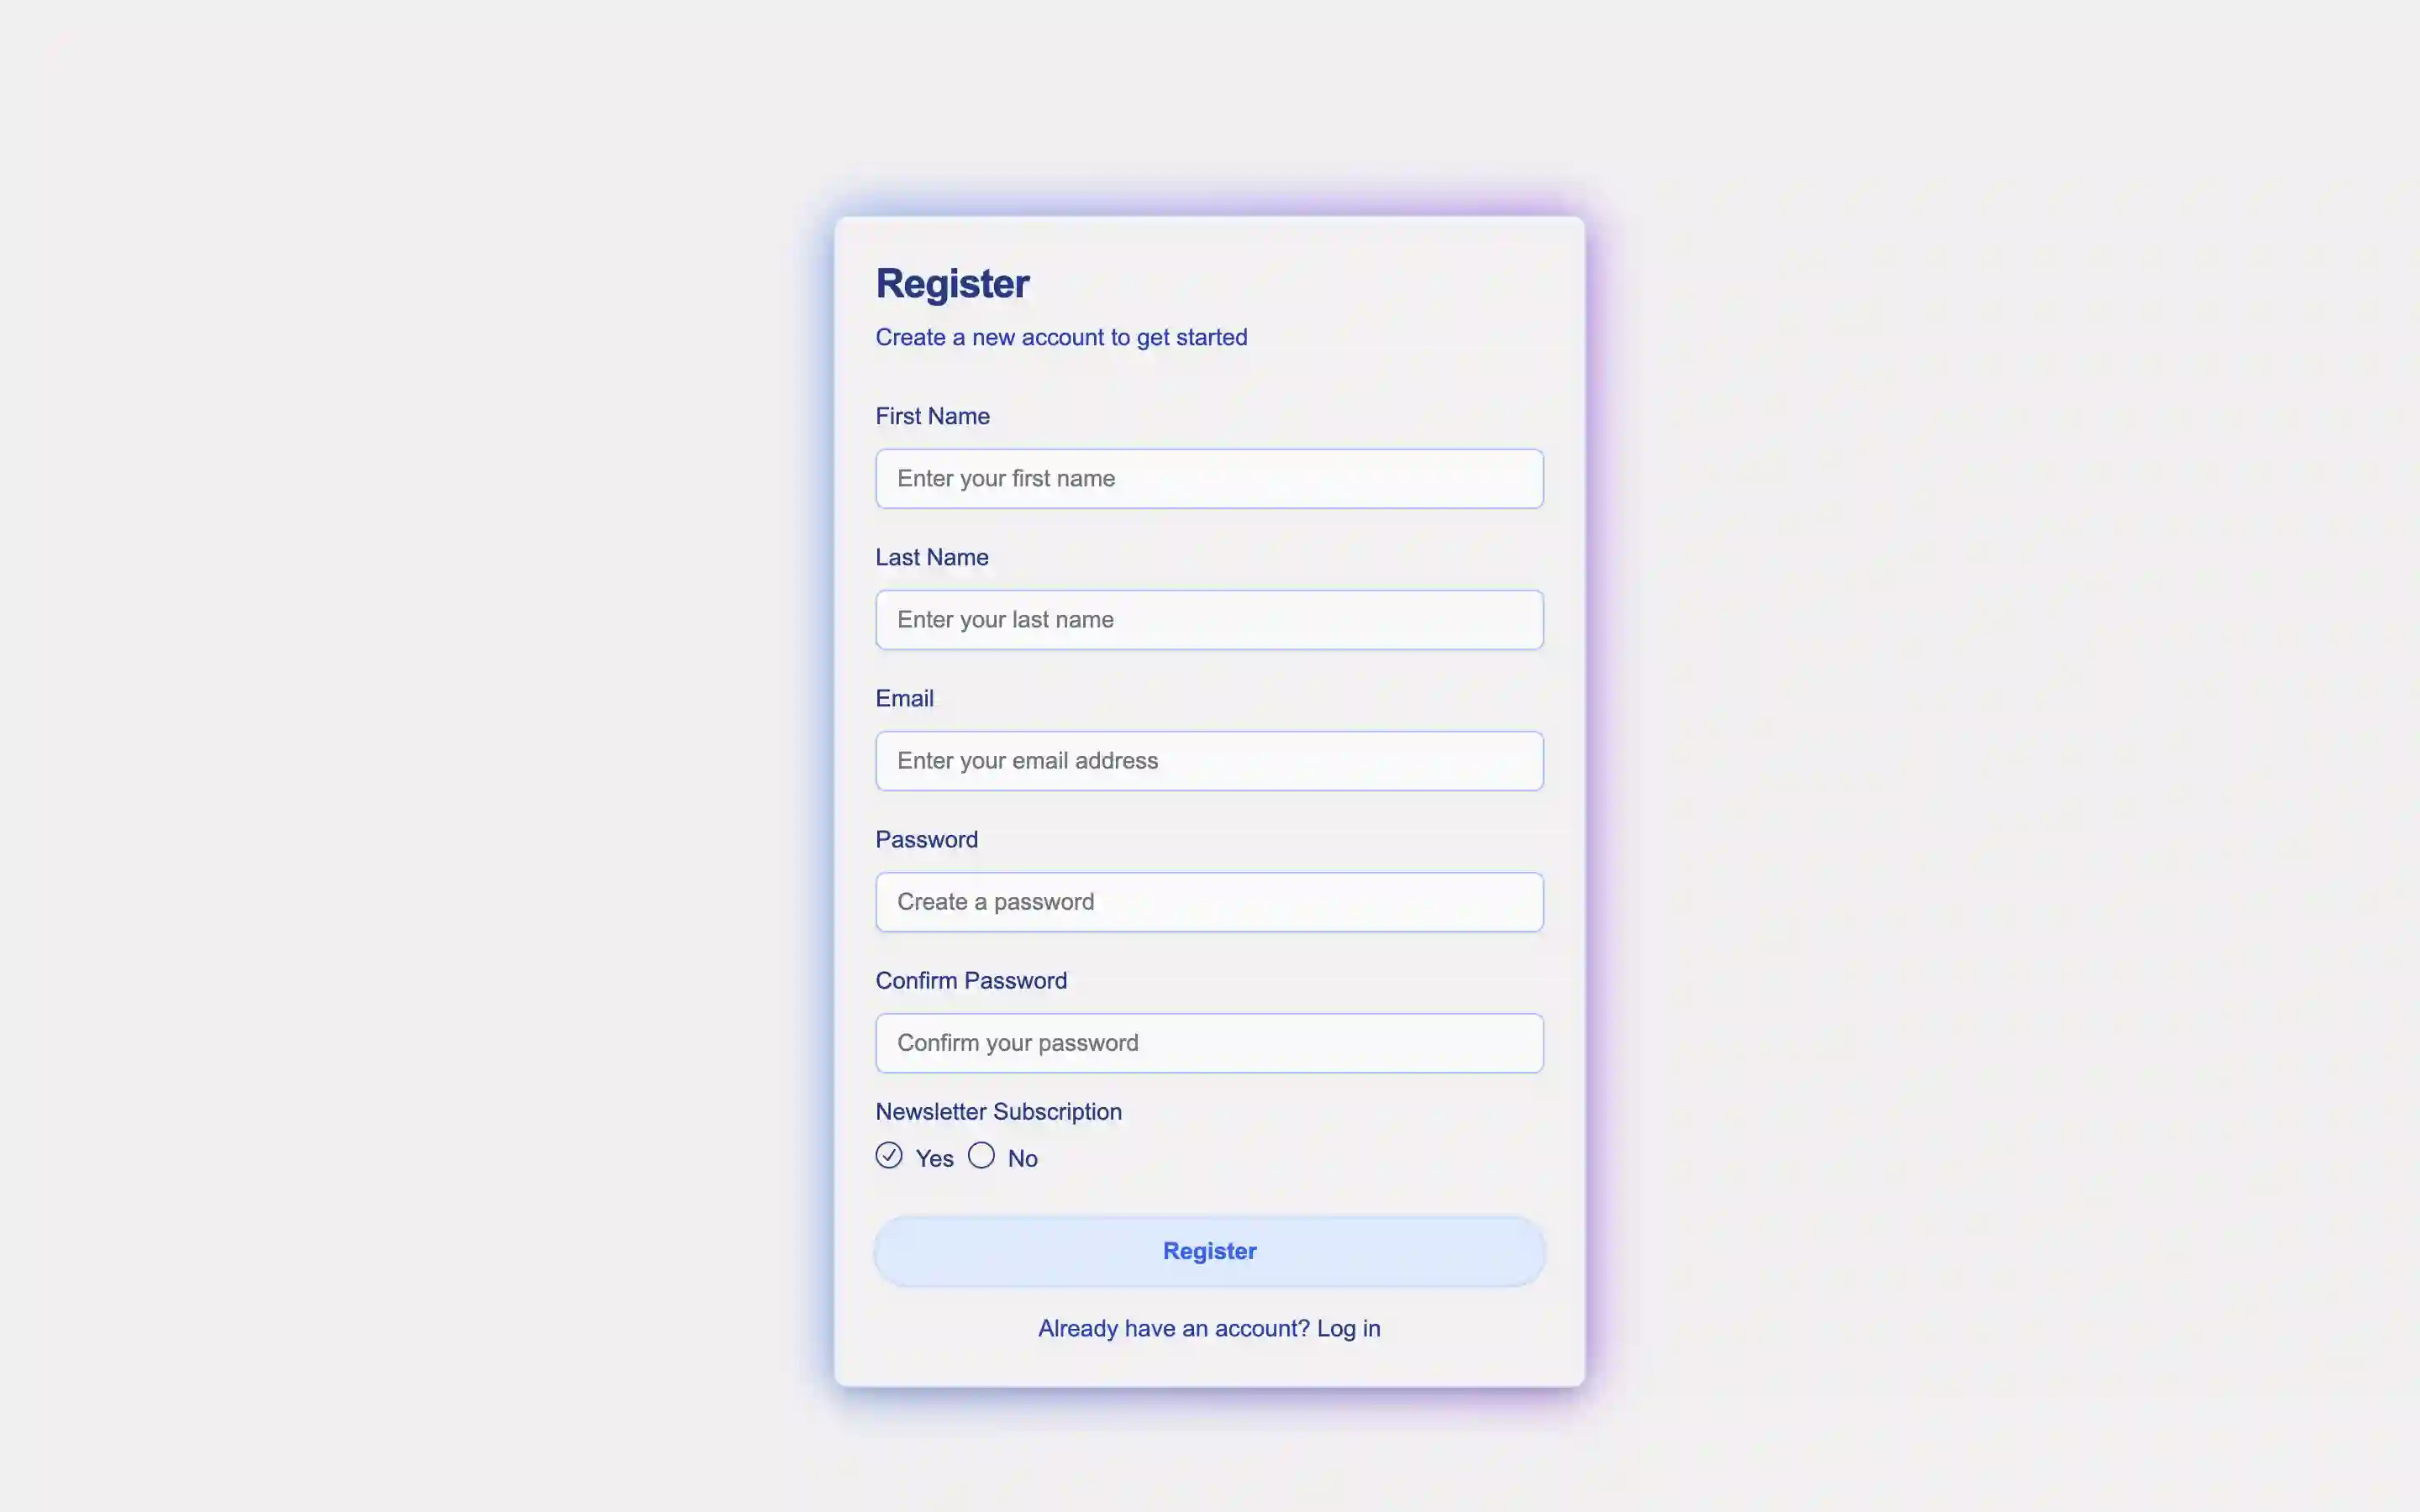 Register
Create a new account to get started
First Name
Enter your first name
Last Name
Enter your last name
Email
Enter your email address
Password
Create a password
Confirm Password
Confirm your password
Newsletter Subscription
Yes No
Register
Already have an account? Log in